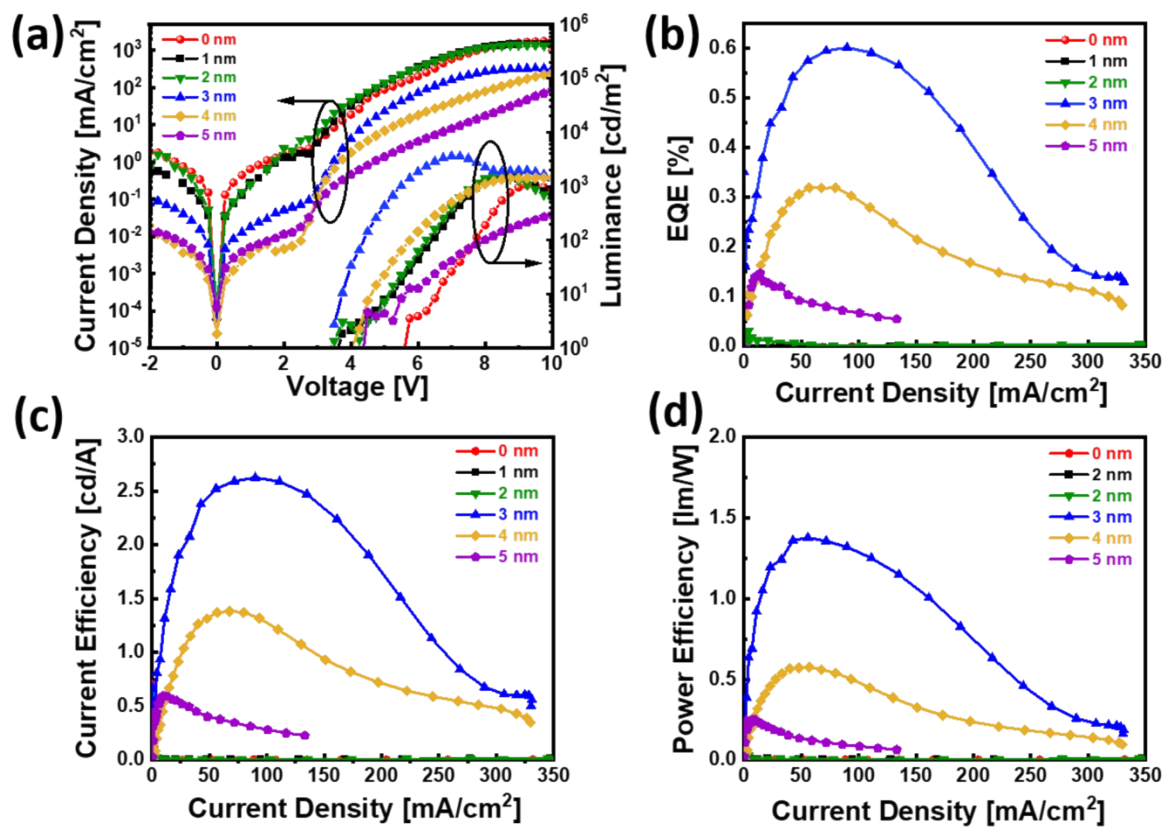 (a)
Current Density [mA/cm²]
10³
10²
10¹
10⁰
10⁻¹
10⁻²
10⁻³
10⁻⁴
10⁻⁵
0 nm
1 nm
2 nm
3 nm
4 nm
5 nm
-2
0
2
4
6
8
10
Voltage [V]
10⁶
10⁵
10⁴
10³
10²
10¹
10⁰
Luminance [cd/m²]
(b)
EQE [%]
0.6
0.5
0.3
0.2
0.1
0.0
0 nm
1 nm
2 nm
3 nm
4 nm
5 nm
0
50
100
150
200
250
300
350
Current Density [mA/cm²]
(c)
Current Efficiency [cd/A]
3.0
2.5
2.0
1.5
1.0
0.5
0.0
0 nm
1 nm
2 nm
3 nm
4 nm
5 nm
0
50
100
150
200
250
300
350
Current Density [mA/cm²]
(d)
Power Efficiency [lm/W]
2.0
1.5
1.0
0.5
0.0
0 nm
2 nm
2 nm
3 nm
4 nm
5 nm
0
50
100
150
200
250
300
350
Current Density [mA/cm²]